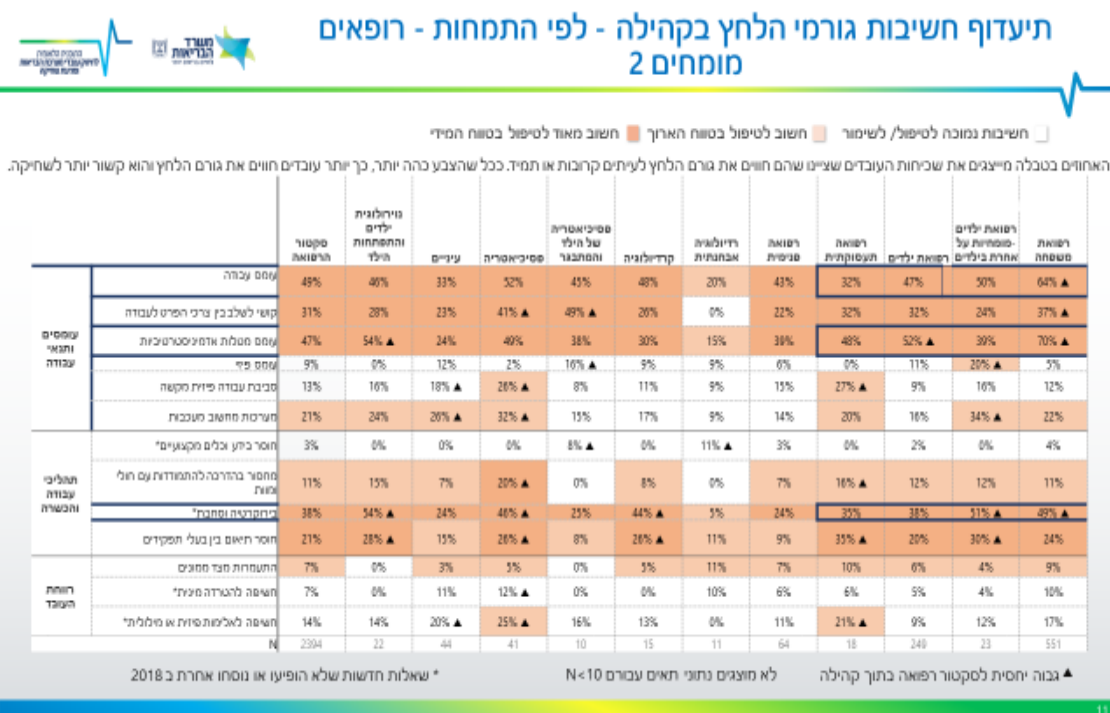 תיעדוף חשיבות גורמי הלחץ בקהילה - לפי התמחות - רופאים
מומחים 2
משרד
הבריאות
חשיבות נמוכה לטיפול/ לשימור חשוב לטיפול בטווח הארוך חשוב מאוד לטיפול בטווח המידי
האחוזים בטבלה מייצגים את שכיחות העובדים שציינו שהם חווים את גורם הלחץ לעיתים קרובות או תמיד. ככל שהצבע כהה יותר, כך יותר עובדים חווים את גורם הלחץ והוא קשור יותר לשחיקה.
רפואת משפחה
רפואת ילדים -מומחיות על אחרת בילדים
רפואת ילדים
רפואה תעסוקתית
רפואה פנימית
רדיולוגיה אבחנתית
קרדיולוגיה
פסיכיאטריה של הילד והמתבגר
פסיכיאטריה
עיניים
נוירולוגית ילדים והתפתחות הילד
סקטור הרפואה
עומסים ותנאי עבודה
עומס עבודה 49% 46% 33% 52% 45% 48% 20% 43% 32% 47% 50% 64% ▲
קושי לשלב בין צרכי הפרט לעבודה 31% 28% 23% 41% ▲ 49% ▲ 26% 0% 22% 32% 32% 24% 37% ▲
עומס מטלות אדמיניסטרטיביות 47% 54% ▲ 24% 49% 38% 30% 15% 39% 48% 52% ▲ 39% 70% ▲
עומס פיזי 9% 0% 12% 2% 16% ▲ 9% 9% 6% 0% 11% 20% ▲ 5%
סביבת עבודה פיזית מקשה 13% 16% 18% ▲ 26% ▲ 8% 11% 9% 15% 27% ▲ 9% 16% 12%
מערכות מחשוב מעכבות 21% 24% 26% ▲ 32% ▲ 15% 17% 9% 14% 20% 16% 34% ▲ 22%
תהליכי עבודה והכשרה
חוסר בידע וכלים מקצועיים* 3% 0% 0% 0% 8% ▲ 0% 11% ▲ 3% 0% 2% 0% 4%
מחסור בהדרכה להתמודדות עם חולי ומוות 11% 15% 7% 20% ▲ 0% 8% 0% 7% 16% ▲ 12% 12% 11%
בירוקרטיה וסחבת* 38% 54% ▲ 24% 46% ▲ 25% 44% ▲ 5% 24% 35% 38% 51% ▲ 49% ▲
חוסר תיאום בין בעלי תפקידים 21% 28% ▲ 15% 26% ▲ 8% 26% ▲ 11% 9% 35% ▲ 20% 30% ▲ 24%
רווחת העובד
התעמרות מצד ממונים 7% 0% 3% 5% 0% 5% 11% 7% 10% 6% 4% 9%
חשיפה להטרדה מינית* 7% 0% 11% 12% ▲ 0% 0% 10% 6% 6% 5% 4% 10%
חשיפה לאלימות פיזית או מילולית* 14% 14% 20% ▲ 25% ▲ 16% 13% 0% 11% 21% ▲ 9% 12% 17%
N 2394 22 44 41 10 15 11 64 18 249 23 551
▲ גבוה יחסית לסקטור רפואה בתוך קהילה לא מוצגים נתוני תאים עבורם N<10 * שאלות חדשות שלא הופיעו או נוסחו אחרת ב 2018
11